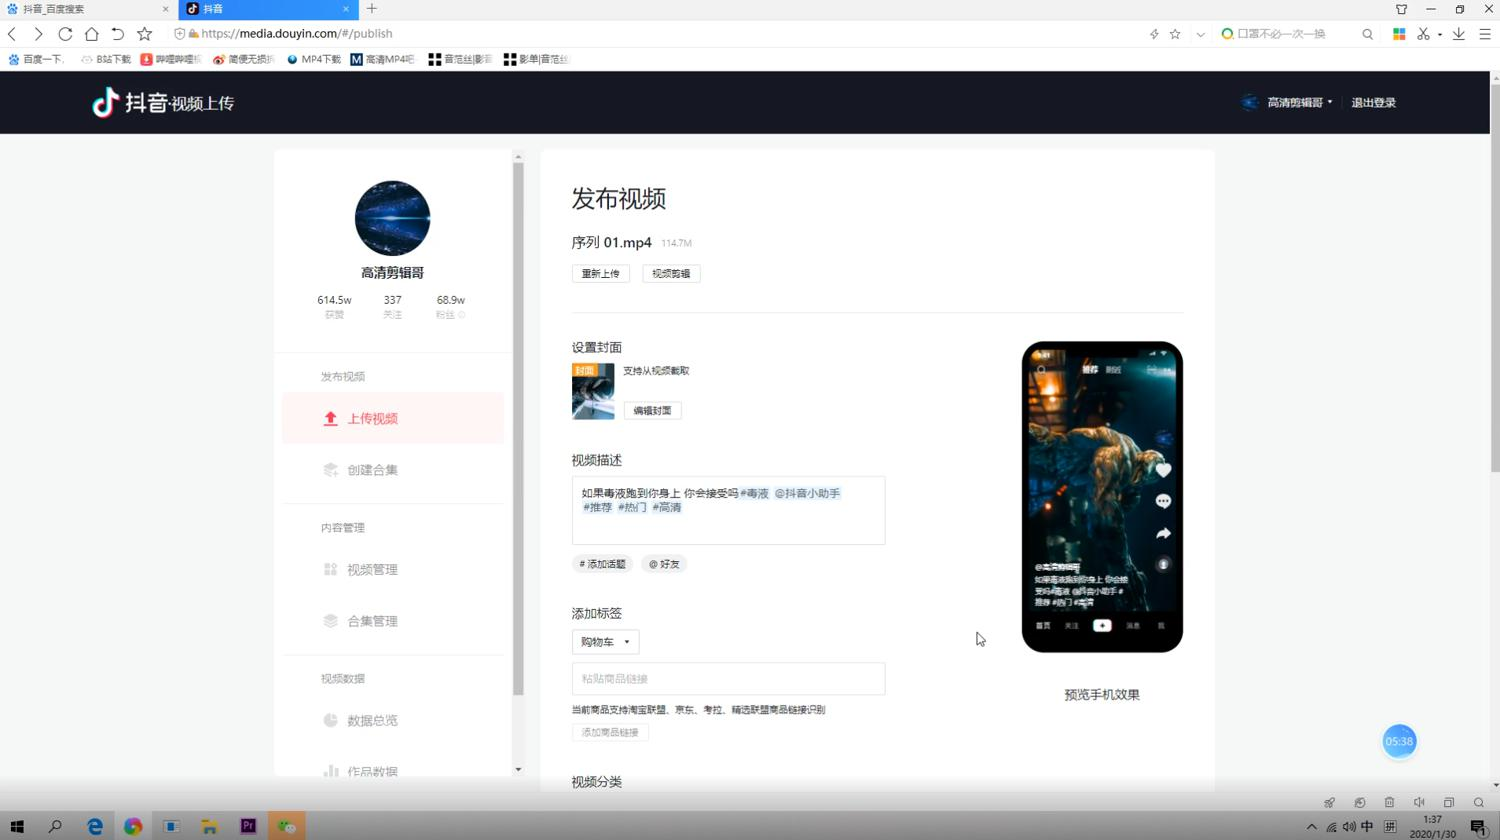 抖音_百度搜索
抖音
https://media.douyin.com/#/publish
口罩不必一次一换
百度一下,
B站下载
哔哩哔哩视
简便无损拆
MP4下载
高清MP4吧
音范丝|影音
影单|音范丝
抖音·视频上传
高清剪辑哥
退出登录
高清剪辑哥
614.5w 337 68.9w
获赞 关注 粉丝
发布视频
上传视频
创建合集
内容管理
视频管理
合集管理
视频数据
数据总览
作品数据
发布视频
序列 01.mp4 114.7M
重新上传 视频剪辑
设置封面
封面
支持从视频截取
编辑封面
视频描述
如果毒液跑到你身上 你会接受吗#毒液 @抖音小助手
#推荐 #热门 #高清
# 添加话题 @ 好友
添加标签
购物车
粘贴商品链接
当前商品支持淘宝联盟、京东、考拉、精选联盟商品链接识别
添加商品链接
视频分类
9:41
推荐 附近
@高清剪辑哥
如果毒液跑到你身上 你会接
受吗#毒液 @抖音小助手 #
推荐 #热门 #高清
首页 关注 消息 我
预览手机效果
05:38
Pr
中
拼
1:37
2020/1/30
1